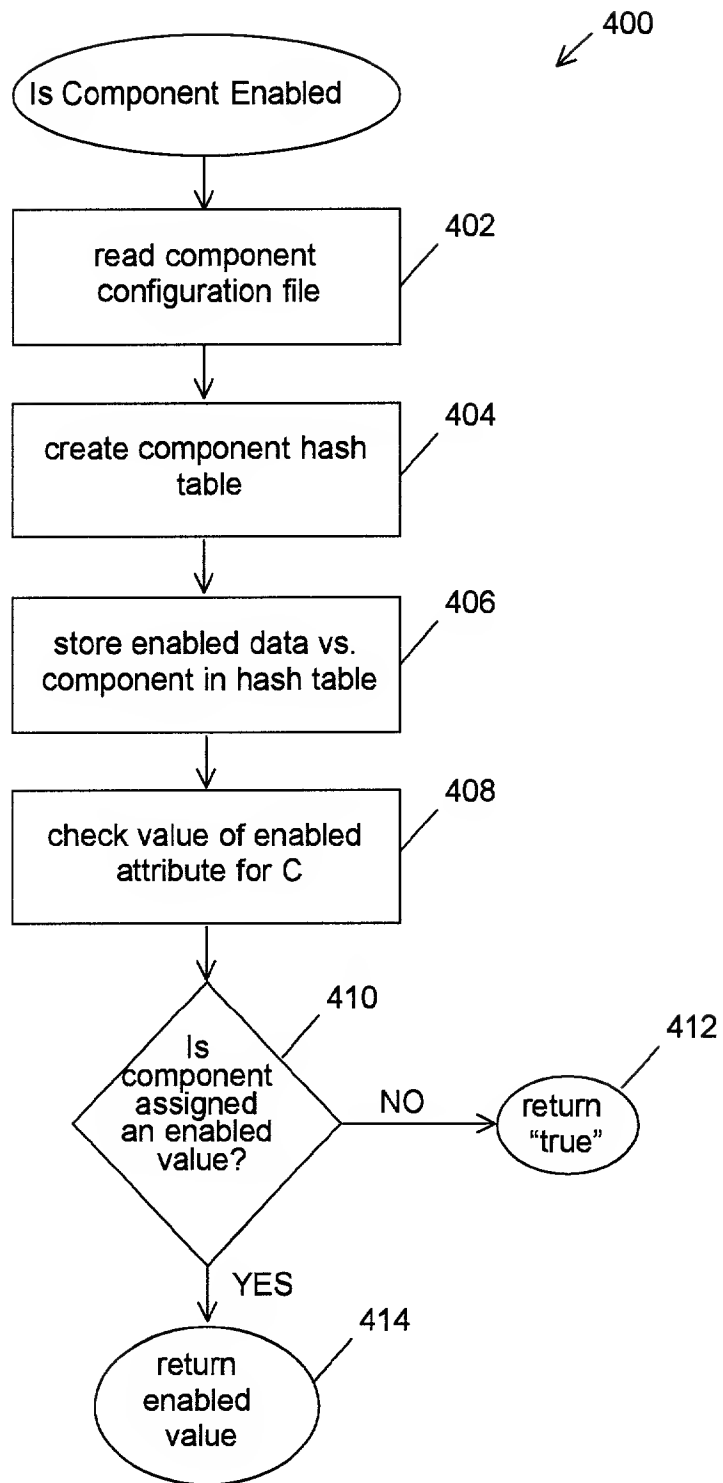 400
Is Component Enabled
402
read component
configuration file
404
create component hash
table
406
store enabled data vs.
component in hash table
408
check value of enabled
attribute for C
410
Is
component
assigned
an enabled
value?
NO
412
return
“true”
YES
414
return
enabled
value